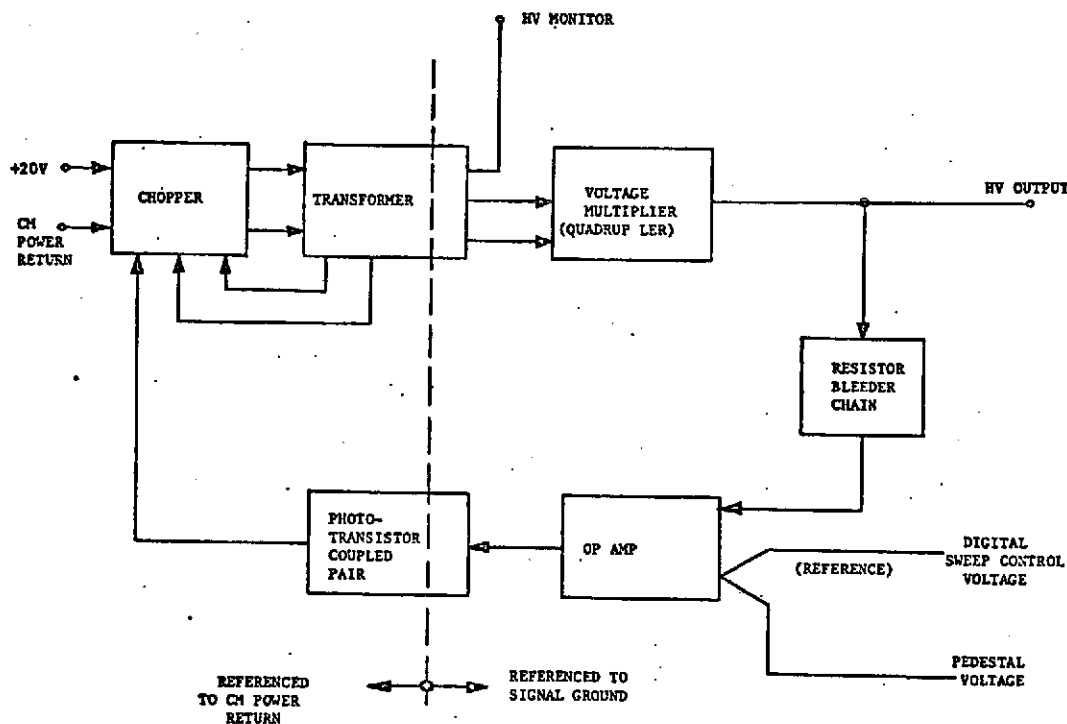 HV MONITOR
+20V
CHOPPER
TRANSFORMER
VOLTAGE
MULTIPLIER
(QUADRUP LER)
HV OUTPUT
CM
POWER
RETURN
RESISTOR
BLEEDER
CHAIN
PHOTO-
TRANSISTOR
COUPLED
PAIR
OP AMP
(REFERENCE)
DIGITAL
SWEEP CONTROL
VOLTAGE
PEDESTAL
VOLTAGE
REFERENCED
TO CM POWER
RETURN
REFERENCED TO
SIGNAL GROUND